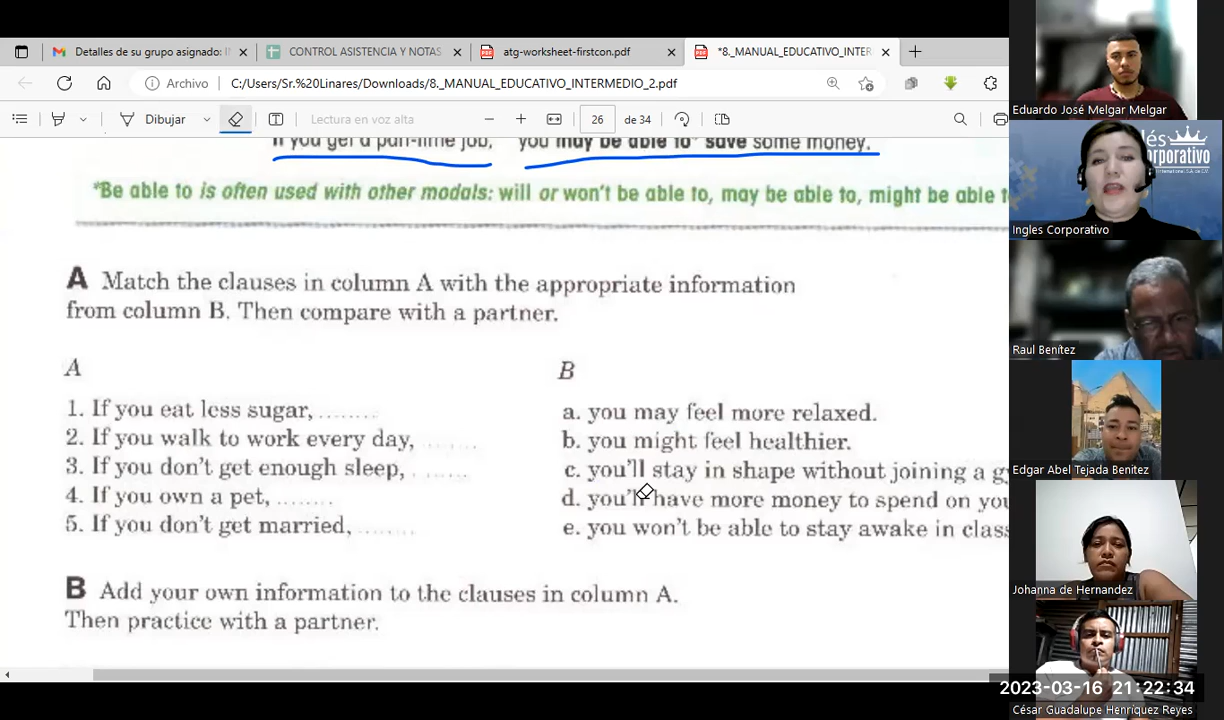 Detalles de su grupo asignado: I
CONTROL ASISTENCIA Y NOTAS
atg-worksheet-firstcon.pdf
*8._MANUAL_EDUCATIVO_INTER
Archivo
C:/Users/Sr.%20Linares/Downloads/8._MANUAL_EDUCATIVO_INTERMEDIO_2.pdf
Dibujar
Lectura en voz alta
26
de 34
If you get a part-time job, you may be able to* save some money.
*Be able to is often used with other modals: will or won't be able to, may be able to, might be able t
A Match the clauses in column A with the appropriate information
from column B. Then compare with a partner.
A
1. If you eat less sugar, ........
2. If you walk to work every day, ........
3. If you don't get enough sleep, ........
4. If you own a pet, ........
5. If you don't get married, ........
B
a. you may feel more relaxed.
b. you might feel healthier.
c. you'll stay in shape without joining a gy
d. you'll have more money to spend on you
e. you won't be able to stay awake in clas
B Add your own information to the clauses in column A.
Then practice with a partner.
Eduardo José Melgar Melgar
lés
orporativo
Ingles Corporativo
Raul Benítez
Edgar Abel Tejada Benitez
Johanna de Hernandez
2023-03-16 21:22:34
César Guadalupe Henríquez Reyes